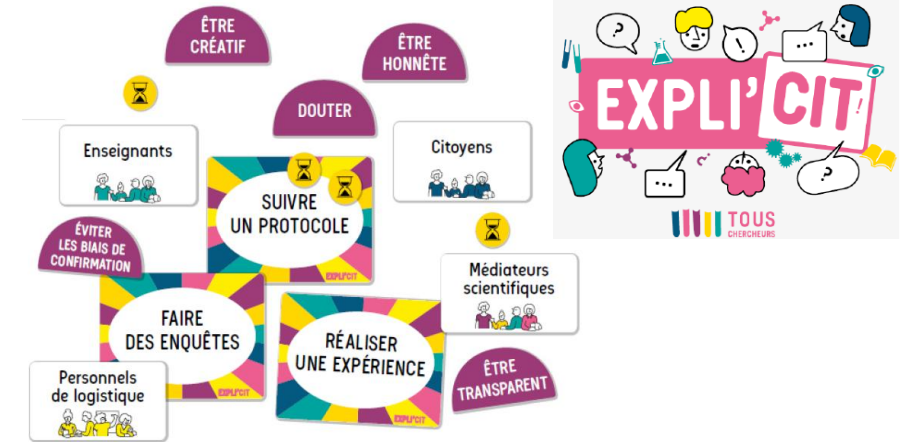 ÊTRE
CRÉATIF
ÊTRE
HONNÊTE
DOUTER
Enseignants
Citoyens
SUIVRE
UN PROTOCOLE
EXPLI'CIT
ÉVITER
LES BIAIS DE
CONFIRMATION
Médiateurs
scientifiques
FAIRE
DES ENQUÊTES
EXPLI'CIT
RÉALISER
UNE EXPÉRIENCE
EXPLI'CIT
Personnels
de logistique
ÊTRE
TRANSPARENT
?
!
...
EXPLI'CIT!
...
?
TOUS
CHERCHEURS